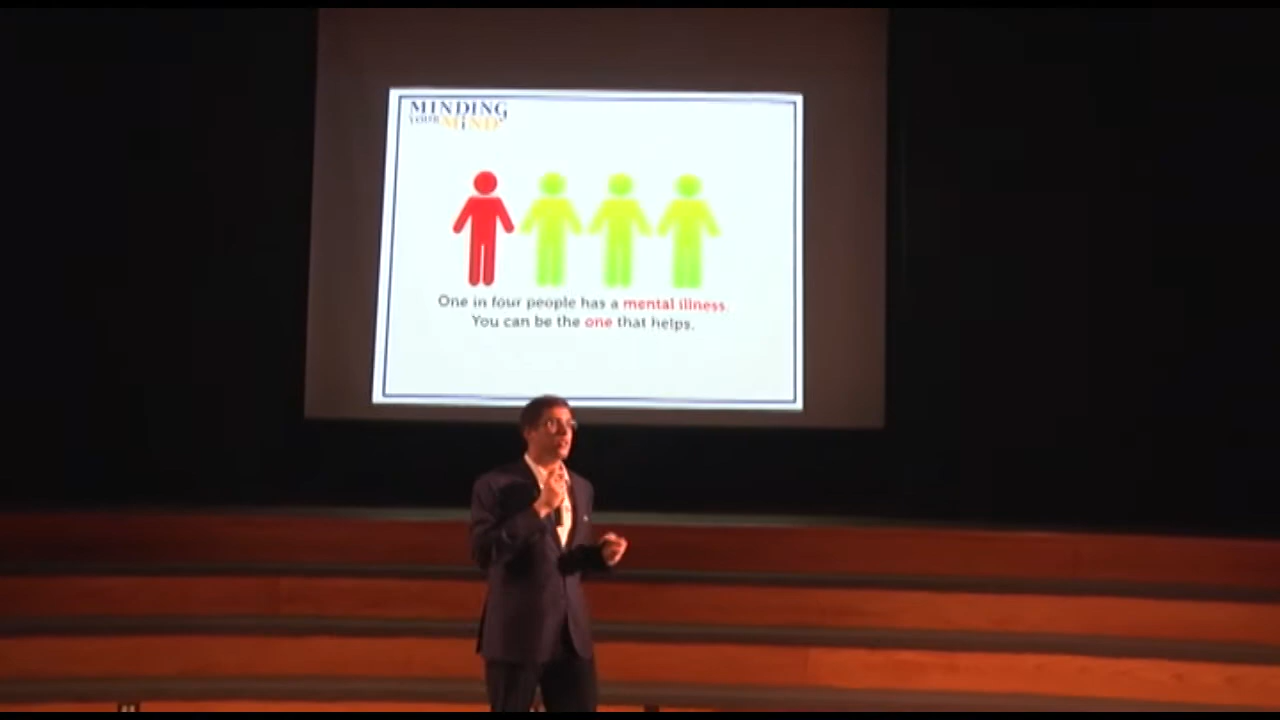 MINDING
YOUR MIND
One in four people has a mental illness.
You can be the one that helps.